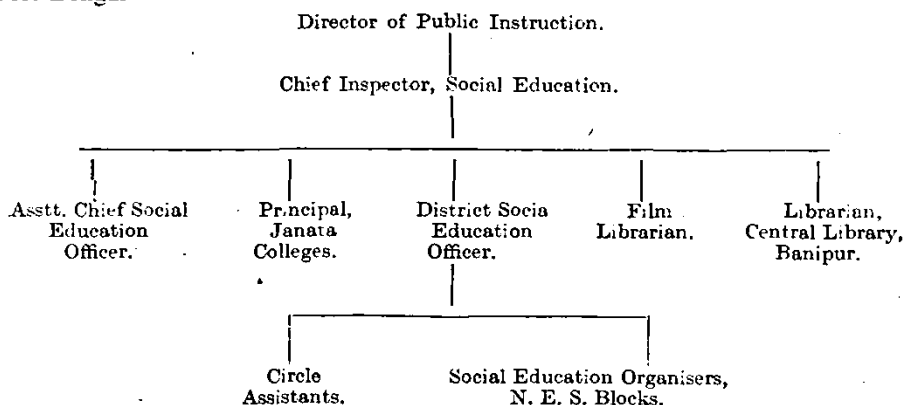 Director of Public Instruction.
Chief Inspector, Social Education.
Asstt. Chief Social Education Officer.
Principal, Janata Colleges.
District Socia Education Officer.
Film Librarian.
Librarian, Central Library, Banipur.
Circle Assistants.
Social Education Organisers, N. E. S. Blocks.